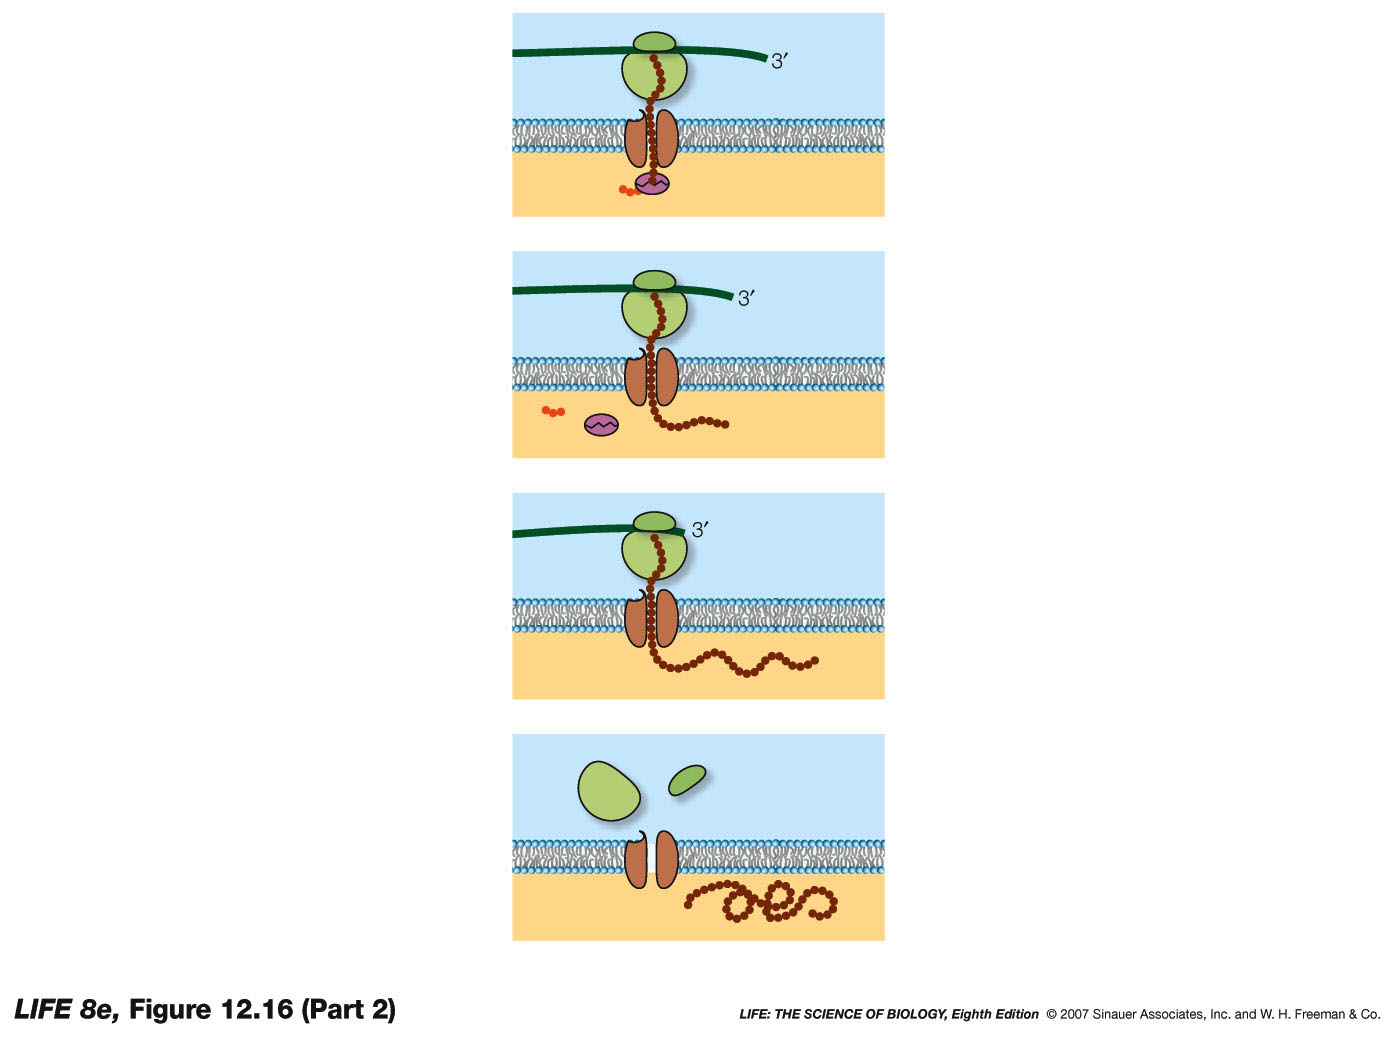 3′
3′
3′
LIFE 8e, Figure 12.16 (Part 2)
LIFE: THE SCIENCE OF BIOLOGY, Eighth Edition © 2007 Sinauer Associates, Inc. and W. H. Freeman & Co.